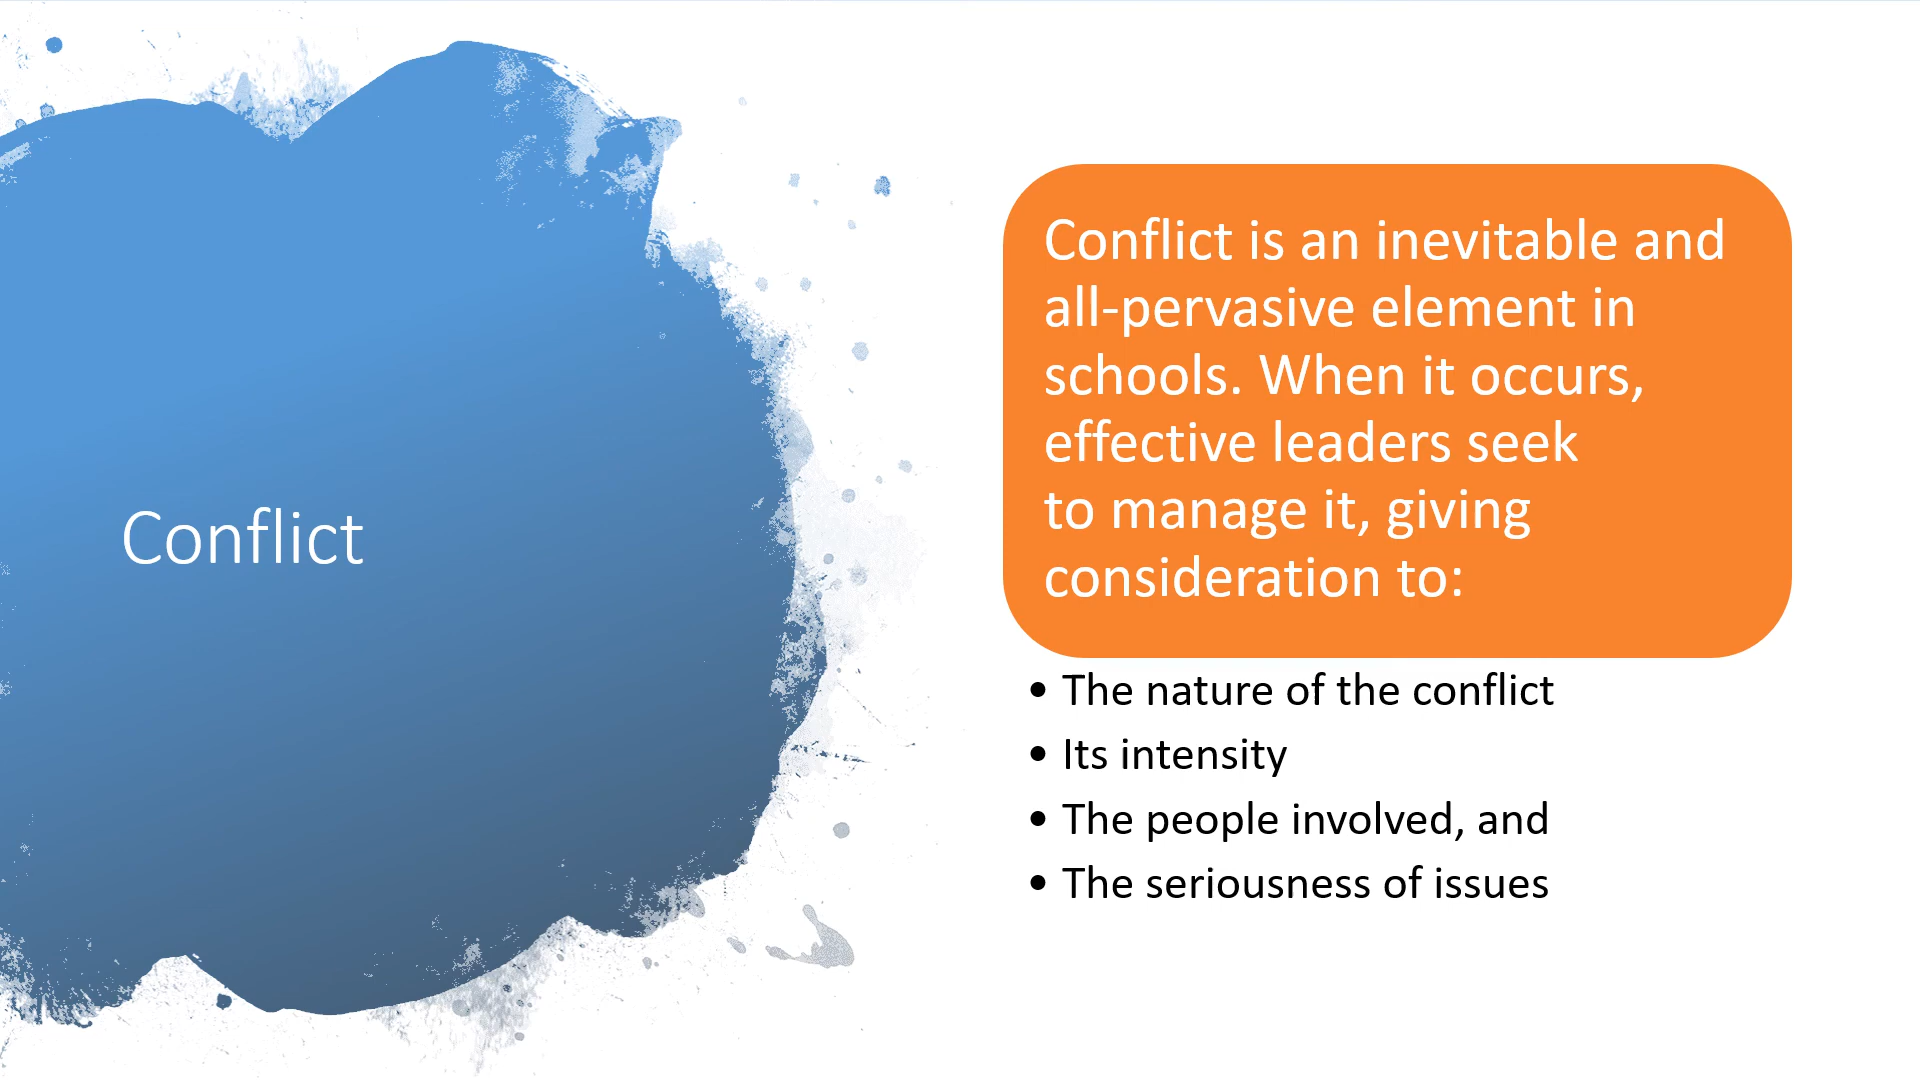 Conflict
Conflict is an inevitable and
all-pervasive element in
schools. When it occurs,
effective leaders seek
to manage it, giving
consideration to:
• The nature of the conflict
• Its intensity
• The people involved, and
• The seriousness of issues